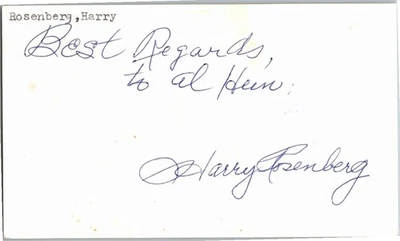 Rosenberg,Harry
Best Regards,
to al Hein.
Harry Rosenberg